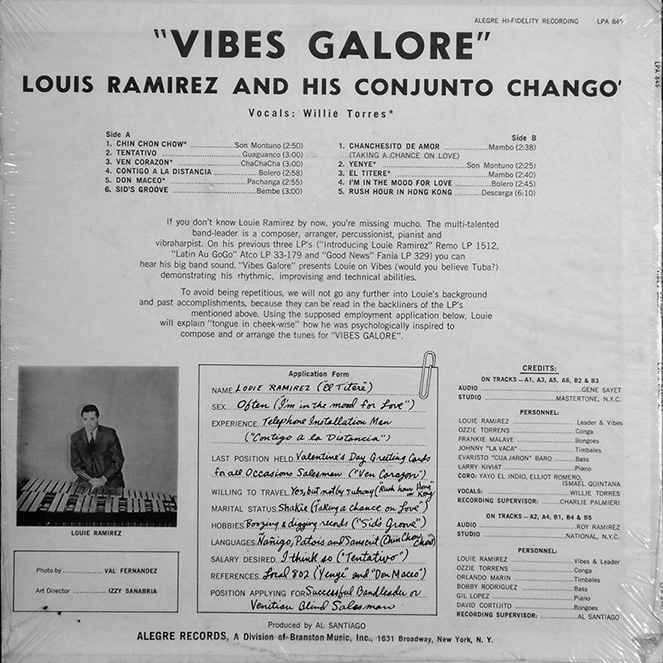 ALEGRE HI-FIDELITY RECORDING LPA 845
"VIBES GALORE"
LOUIS RAMIREZ AND HIS CONJUNTO CHANGO'
Vocals: Willie Torres*
Side A
1. CHIN CHON CHOW* Son Montuno (2:50)
2. TENTATIVO Guaguanco (3:00)
3. VEN CORAZON* ChaChaCha (3:00)
4. CONTIGO A LA DISTANCIA Bolero (2:58)
5. DON MACEO* Pachanga (2:55)
6. SID'S GROOVE Bembe (3:00)
Side B
1. CHANCHESITO DE AMOR Mambo (2:38)
(TAKING A CHANCE ON LOVE)
2. YENYE* Son Montuno (2:25)
3. EL TITERE* Mambo (2:40)
4. I'M IN THE MOOD FOR LOVE Bolero (2:45)
5. RUSH HOUR IN HONG KONG Descarga (6:10)
LPA 845
If you don't know Louie Ramirez by now, you're missing mucho. The multi-talented
band-leader is a composer, arranger, percussionist, pianist and
vibraharpist. On his previous three LP's ("Introducing Louie Ramirez" Remo LP 1512,
"Latin Au GoGo" Atco LP 33-179 and "Good News" Fania LP 329) you can
hear his big band sound. "Vibes Galore" presents Louie on Vibes (would you believe Tuba?)
demonstrating his rhythmic, improvising and technical abilities.
To avoid being repetitious, we will not go any further into Louie's background
and past accomplishments, because they can be read in the backliners of the LP's
mentioned above. Using the supposed employment application below, Louie
will explain "tongue in cheek-wise" how he was psychologically inspired to
compose and or arrange the tunes for "VIBES GALORE".
LOUIE RAMIREZ
Photo by VAL FERNANDEZ
Art Director IZZY SANABRIA
Application Form
NAME. LOUIE RAMIREZ ("El Titere")
SEX. Often ("I'm in the mood for Love")
EXPERIENCE. Telephone Installation Man
("Contigo A la Distancia")
LAST POSITION HELD. Valentine's Day Greeting Cards
for all Occasions Salesman ("Ven Corazon")
WILLING TO TRAVEL. Yes, but not by subway ("Rush hour in Hong Kong")
MARITAL STATUS. Shakie (Taking a chance on Love")
HOBBIES. Boozing & digging records ("Sid's Groove")
LANGUAGES. Nañigo, Patois and Sanscrit (Chin Chon Chow)
SALARY DESIRED. I think so ("Tentativo")
REFERENCES. Local 802 ("Yenye" and "Don Maceo")
POSITION APPLYING FOR Successful Bandleader or
Venitian Blind Salesman
CREDITS:
ON TRACKS — A1, A3, A5, A6, B2 & B3
AUDIO GENE SAYET
STUDIO MASTERTONE, N.Y.C.
PERSONNEL:
LOUIE RAMIREZ Leader & Vibes
OZZIE TORRENS Conga
FRANKIE MALAVE Bongoes
JOHNNY "LA VACA" Timbales
EVARISTO "CUA JARON" BARO Bass
LARRY KIVIAT Piano
CORO: YAYO EL INDIO, ELLIOT ROMERO,
ISMAEL QUINTANA
VOCALS: WILLIE TORRES
RECORDING SUPERVISOR: CHARLIE PALMIERI
ON TRACKS — A2, A4, B1, B4 & B5
AUDIO ROY RAMIREZ
STUDIO NATIONAL, N.Y.C.
PERSONNEL:
LOUIE RAMIREZ Vibes & Leader
OZZIE TORRENS Conga
ORLANDO MARIN Timbales
BOBBY RODRIGUEZ Bass
GIL LOPEZ Piano
DAVID CORTIJITO Bongoes
RECORDING SUPERVISOR: AL SANTIAGO
Produced by AL SANTIAGO
ALEGRE RECORDS, A Division of Branston Music, Inc., 1631 Broadway, New York, N. Y.